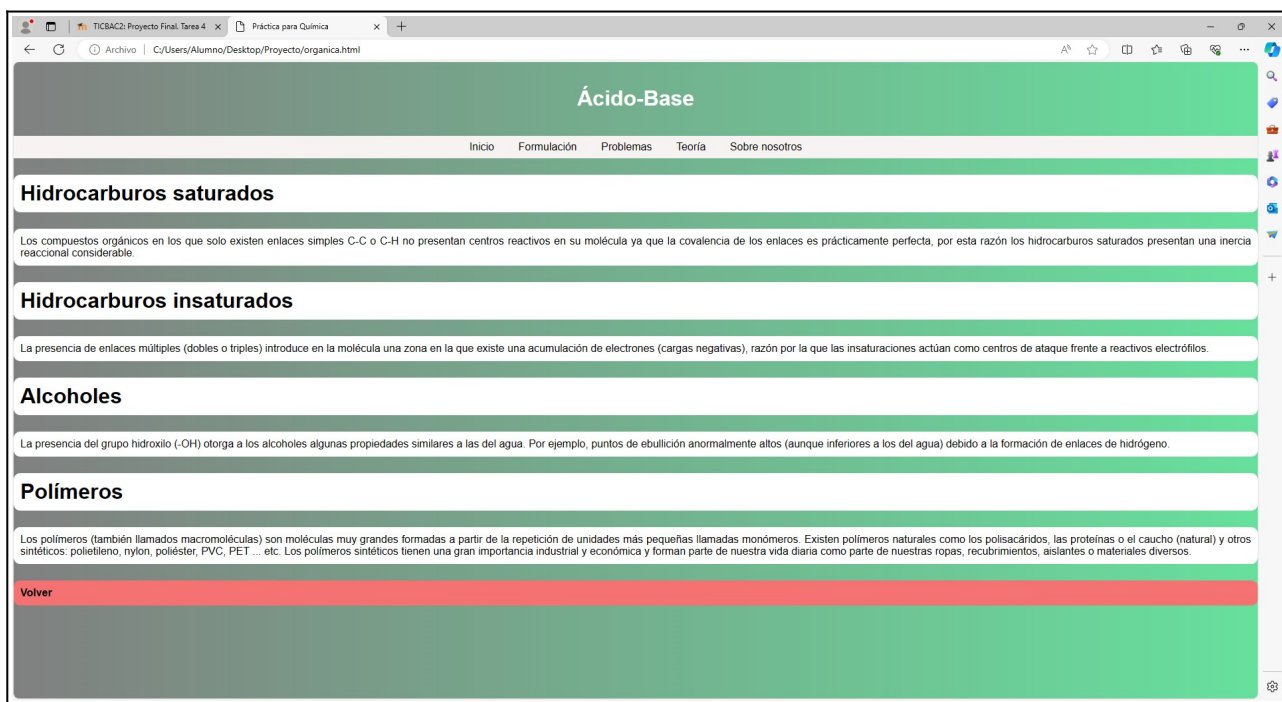 TICBAC2: Proyecto Final. Tarea 4
Práctica para Química
Archivo
C:/Users/Alumno/Desktop/Proyecto/organica.html
Ácido-Base
Inicio Formulación Problemas Teoría Sobre nosotros
Hidrocarburos saturados
Los compuestos orgánicos en los que solo existen enlaces simples C-C o C-H no presentan centros reactivos en su molécula ya que la covalencia de los enlaces es prácticamente perfecta, por esta razón los hidrocarburos saturados presentan una inercia
reaccional considerable.
Hidrocarburos insaturados
La presencia de enlaces múltiples (dobles o triples) introduce en la molécula una zona en la que existe una acumulación de electrones (cargas negativas), razón por la que las insaturaciones actúan como centros de ataque frente a reactivos electrófilos.
Alcoholes
La presencia del grupo hidroxilo (-OH) otorga a los alcoholes algunas propiedades similares a las del agua. Por ejemplo, puntos de ebullición anormalmente altos (aunque inferiores a los del agua) debido a la formación de enlaces de hidrógeno.
Polímeros
Los polímeros (también llamados macromoléculas) son moléculas muy grandes formadas a partir de la repetición de unidades más pequeñas llamadas monómeros. Existen polímeros naturales como los polisacáridos, las proteínas o el caucho (natural) y otros
sintéticos: polietileno, nylon, poliéster, PVC, PET ... etc. Los polímeros sintéticos tienen una gran importancia industrial y económica y forman parte de nuestra vida diaria como parte de nuestras ropas, recubrimientos, aislantes o materiales diversos.
Volver